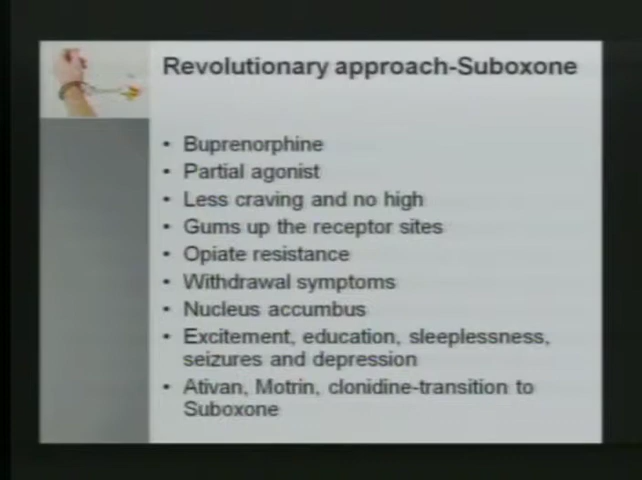 Revolutionary approach-Suboxone
• Buprenorphine
• Partial agonist
• Less craving and no high
• Gums up the receptor sites
• Opiate resistance
• Withdrawal symptoms
• Nucleus accumbus
• Excitement, education, sleeplessness,
seizures and depression
• Ativan, Motrin, clonidine-transition to
Suboxone